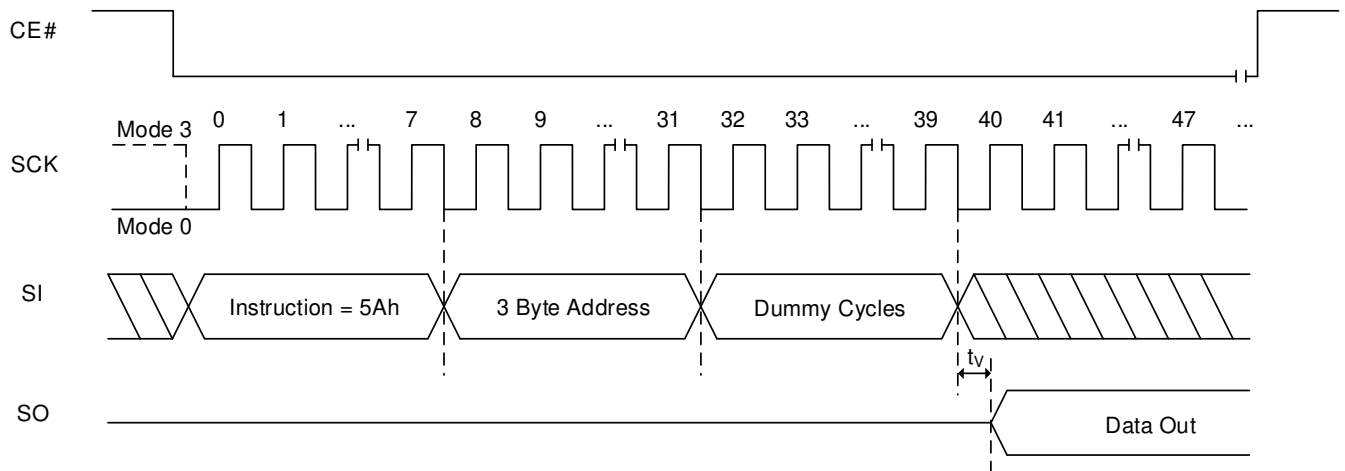 CE#
Mode 3
0 1 ... 7 8 9 ... 31 32 33 ... 39 40 41 ... 47 ...
SCK
Mode 0
SI
Instruction = 5Ah
3 Byte Address
Dummy Cycles
tV
SO
Data Out